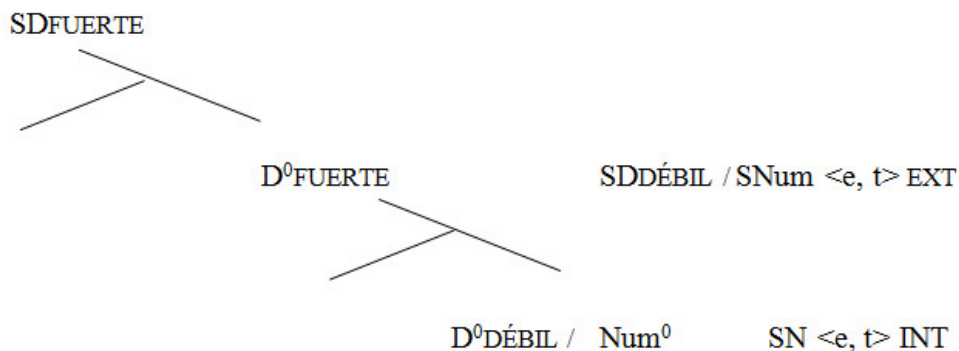 SDFUERTE
D⁰FUERTE SDDÉBIL / SNum <e, t> EXT
D⁰DÉBIL / Num⁰ SN <e, t> INT